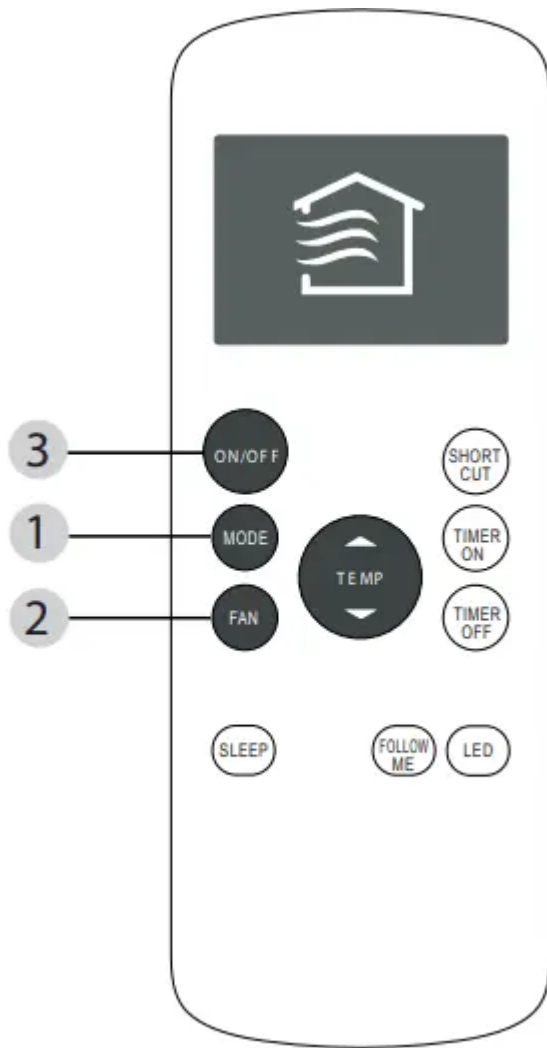 3
ON/OFF
SHORT
CUT
1
MODE
TEMP
TIMER
ON
2
FAN
TIMER
OFF
SLEEP
FOLLOW
ME
LED